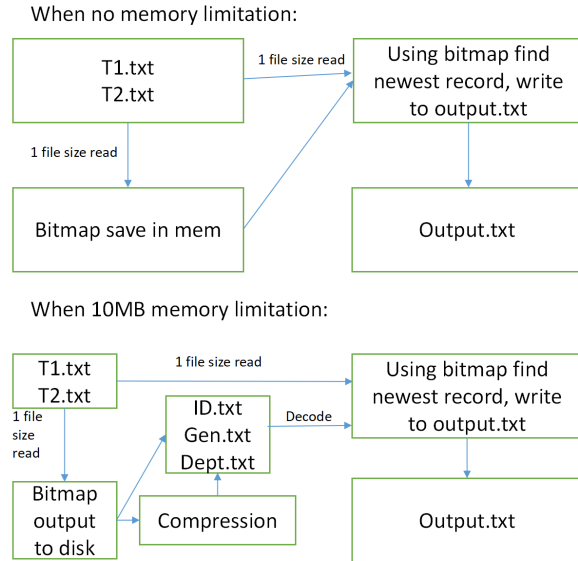 When no memory limitation:
T1.txt
T2.txt
1 file size read
Using bitmap find
newest record, write
to output.txt
1 file size read
Bitmap save in mem
Output.txt
When 10MB memory limitation:
T1.txt
T2.txt
1 file size read
Using bitmap find
newest record, write
to output.txt
1 file
size
read
ID.txt
Gen.txt
Dept.txt
Decode
Bitmap
output
to disk
Compression
Output.txt